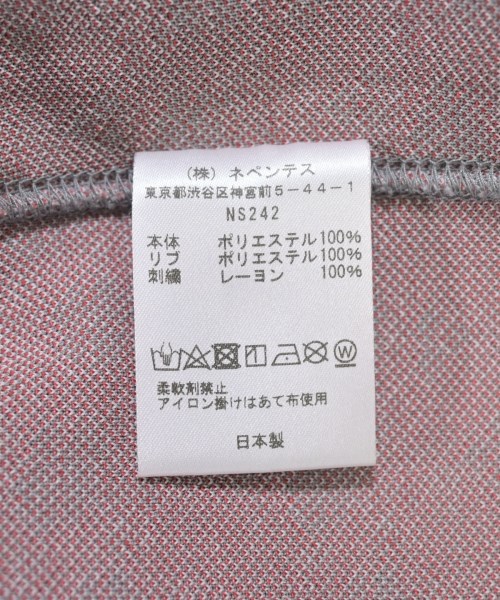 (株) ネペンテス
東京都渋谷区神宮前5-44-1
NS242
本体 ポリエステル100%
リブ ポリエステル100%
刺繍 レーヨン 100%
W
柔軟剤禁止
アイロン掛けはあて布使用
日本製